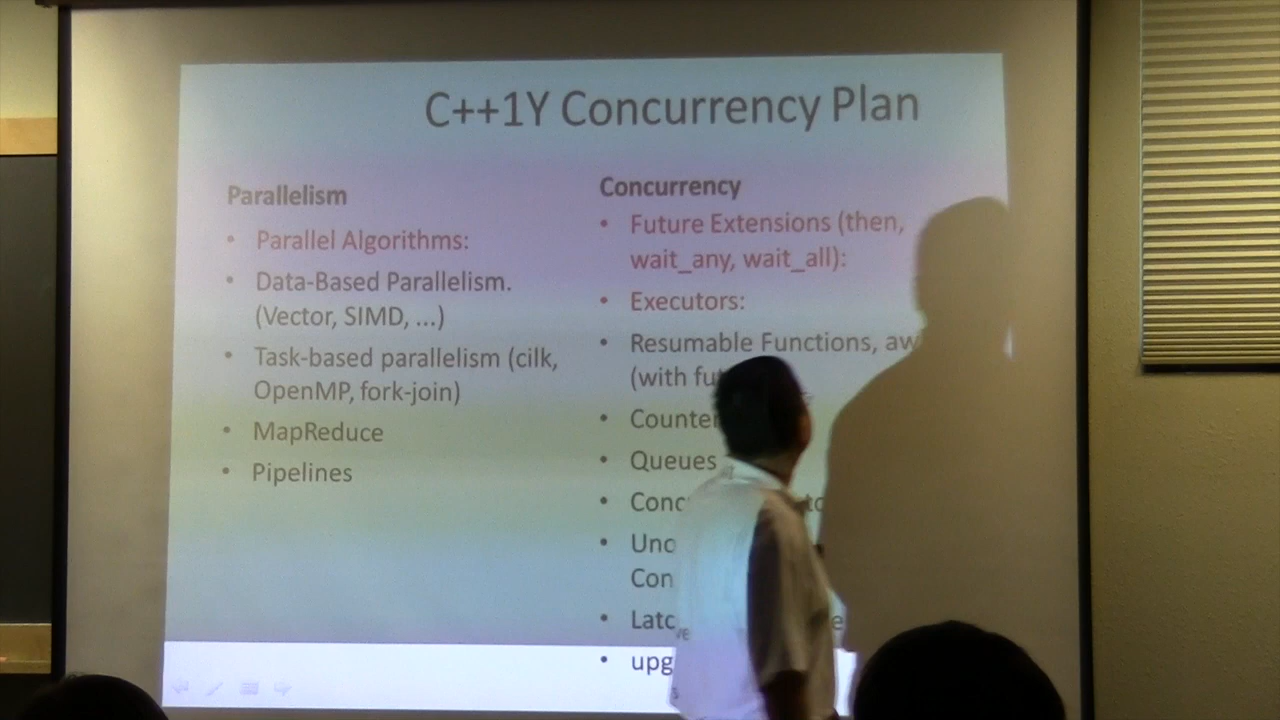 C++1Y Concurrency Plan
Parallelism
• Parallel Algorithms:
• Data-Based Parallelism.
(Vector, SIMD, ...)
• Task-based parallelism (cilk,
OpenMP, fork-join)
• MapReduce
• Pipelines
Concurrency
• Future Extensions (then,
wait_any, wait_all):
• Executors:
• Resumable Functions,
(with
•
• Queues
•
•
•
•